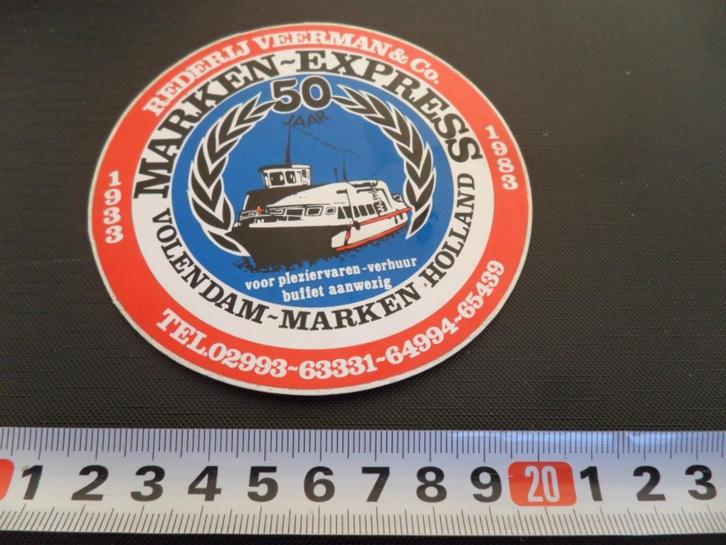 REDERIJ VEERMAN & Co.
MARKEN~EXPRESS
50
JAAR
1933
1983
voor pleziervaren-verhuur
buffet aanwezig
VOLENDAM~MARKEN HOLLAND
TEL.02993~63331~64994~65439
1 2 3 4 5 6 7 8 9 20 1 2 3